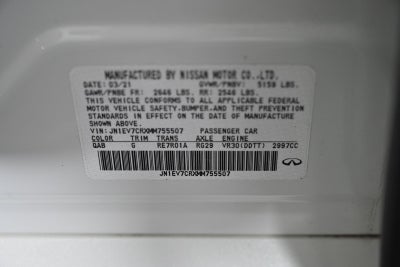 MANUFACTURED BY NISSAN MOTOR CO.,LTD.
DATE: 03/21 GVWR/PNBV: 5159 LBS.
GAWR/PNBE FR: 2646 LBS. RR: 2546 LBS.
THIS VEHICLE CONFORMS TO ALL APPLICABLE FEDERAL
MOTOR VEHICLE SAFETY,BUMPER,AND THEFT PREVENTION
STANDARDS IN EFFECT ON THE DATE OF MANUFACTURE
SHOWN ABOVE.
VIN: JN1EV7CRXMM755507 PASSENGER CAR
COLOR TRIM TRANS AXLE ENGINE
QAB G RE7R01A RG29 VR30(DDTT) 2997CC
JN1EV7CRXMM755507